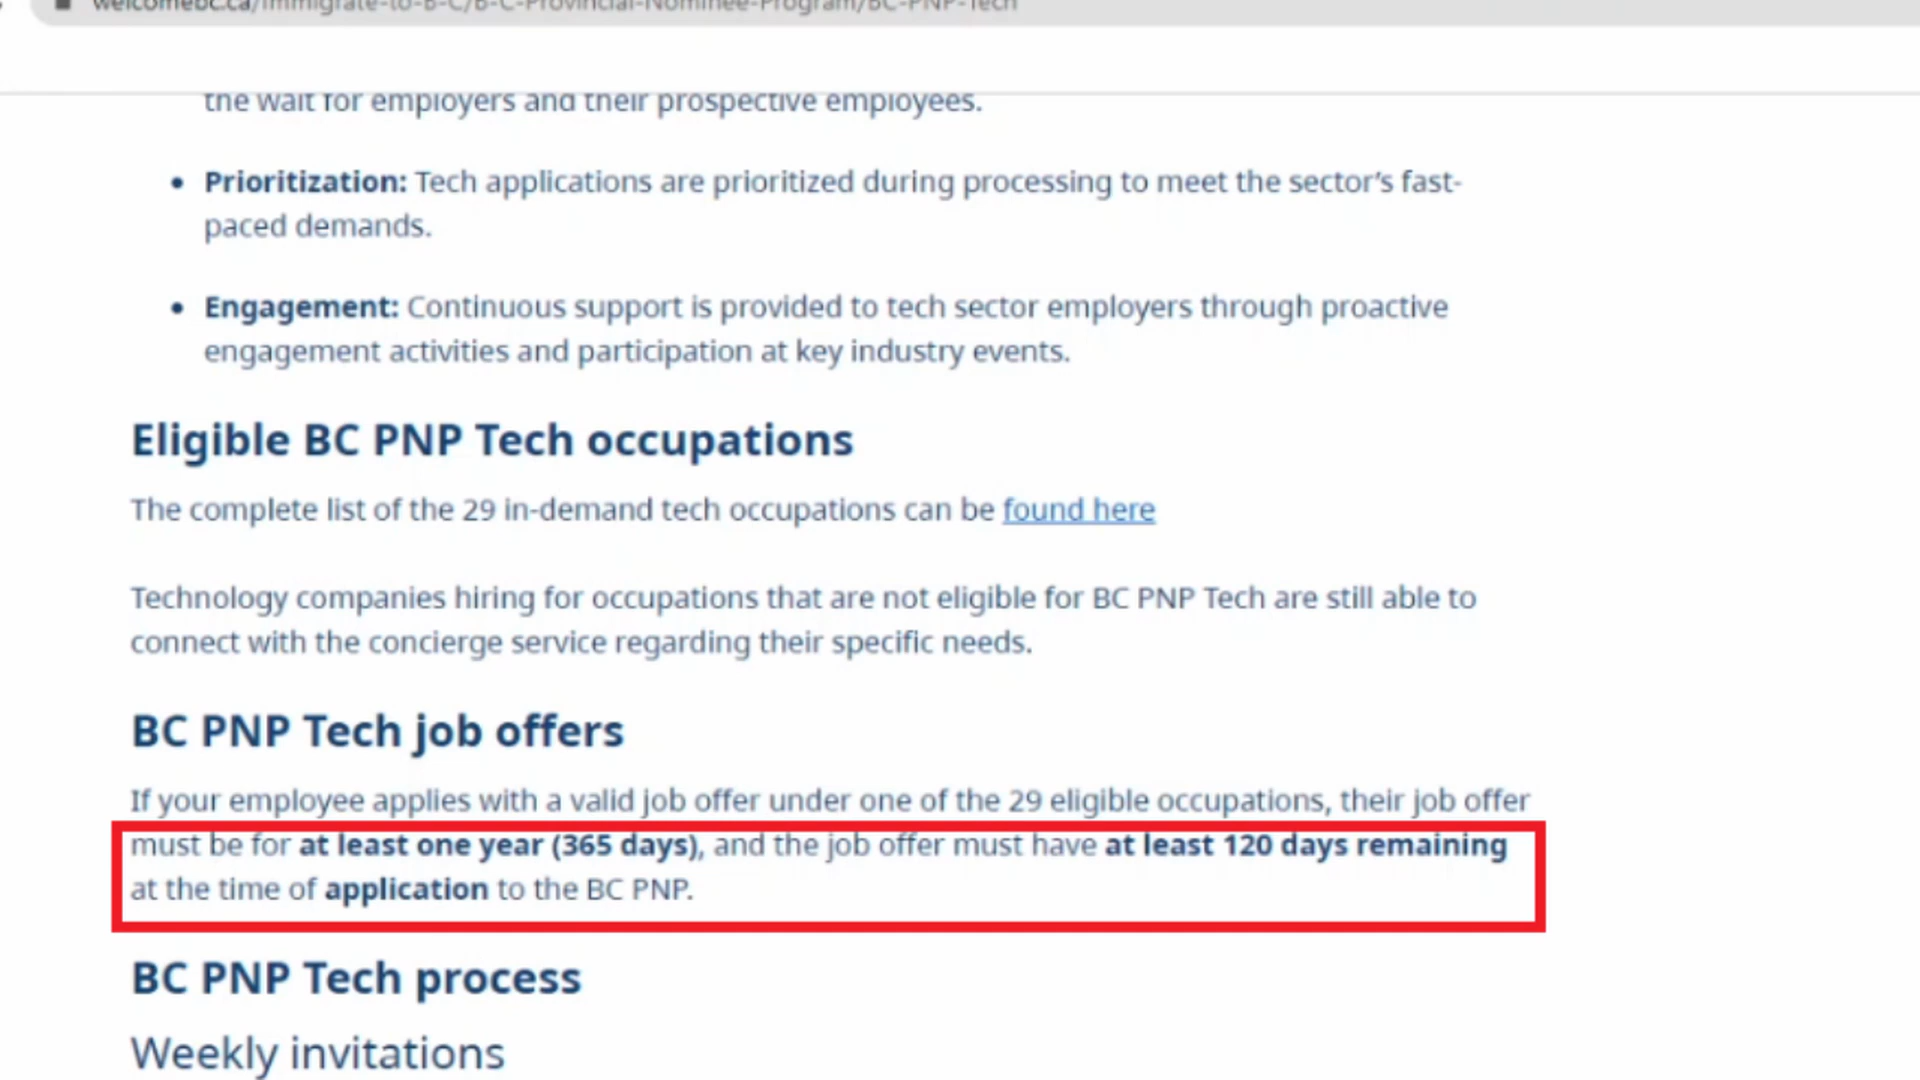 welcomebc.ca/Immigrate-to-B-C/B-C-Provincial-Nominee-Program/BC-PNP-Tech
the wait for employers and their prospective employees.
• Prioritization: Tech applications are prioritized during processing to meet the sector’s fast-
paced demands.
• Engagement: Continuous support is provided to tech sector employers through proactive
engagement activities and participation at key industry events.
Eligible BC PNP Tech occupations
The complete list of the 29 in-demand tech occupations can be found here
Technology companies hiring for occupations that are not eligible for BC PNP Tech are still able to
connect with the concierge service regarding their specific needs.
BC PNP Tech job offers
If your employee applies with a valid job offer under one of the 29 eligible occupations, their job offer
must be for at least one year (365 days), and the job offer must have at least 120 days remaining
at the time of application to the BC PNP.
BC PNP Tech process
Weekly invitations